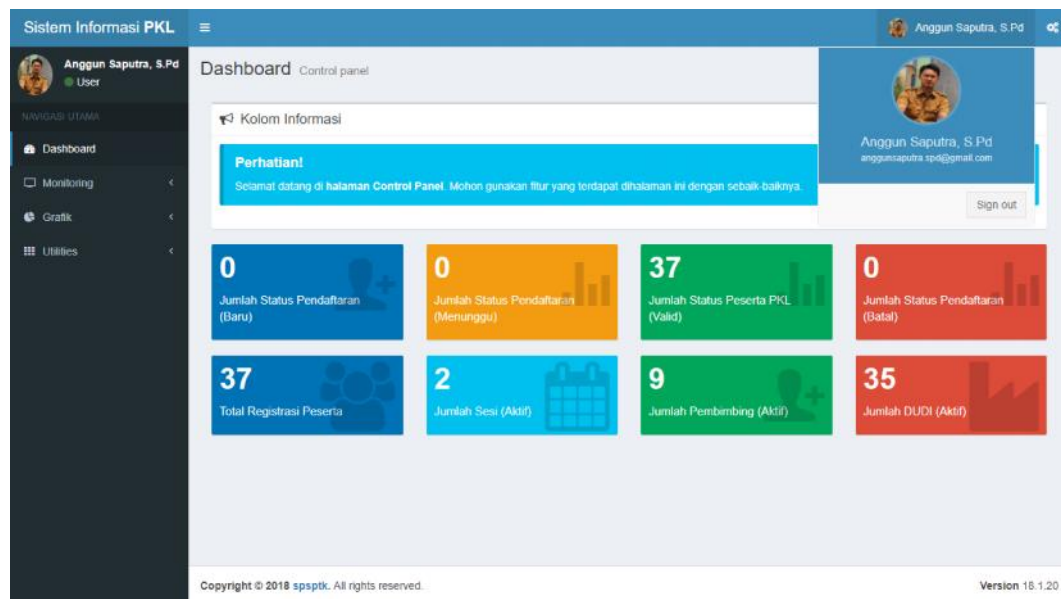 Sistem Informasi PKL
Anggun Saputra, S.Pd
Anggun Saputra, S.Pd
User
NAVIGASI UTAMA
Dashboard
Monitoring
Grafik
Utilities
Dashboard Control panel
Kolom Informasi
Perhatian!
Selamat datang di halaman Control Panel. Mohon gunakan fitur yang terdapat dihalaman ini dengan sebaik-baiknya.
Anggun Saputra, S.Pd
anggunsaputra.spd@gmail.com
Sign out
0
Jumlah Status Pendaftaran
(Baru)
0
Jumlah Status Pendaftaran
(Menunggu)
37
Jumlah Status Peserta PKL
(Valid)
0
Jumlah Status Pendaftaran
(Batal)
37
Total Registrasi Peserta
2
Jumlah Sesi (Aktif)
9
Jumlah Pembimbing (Aktif)
35
Jumlah DUDI (Aktif)
Copyright © 2018 spsptk. All rights reserved.
Version 18.1.20